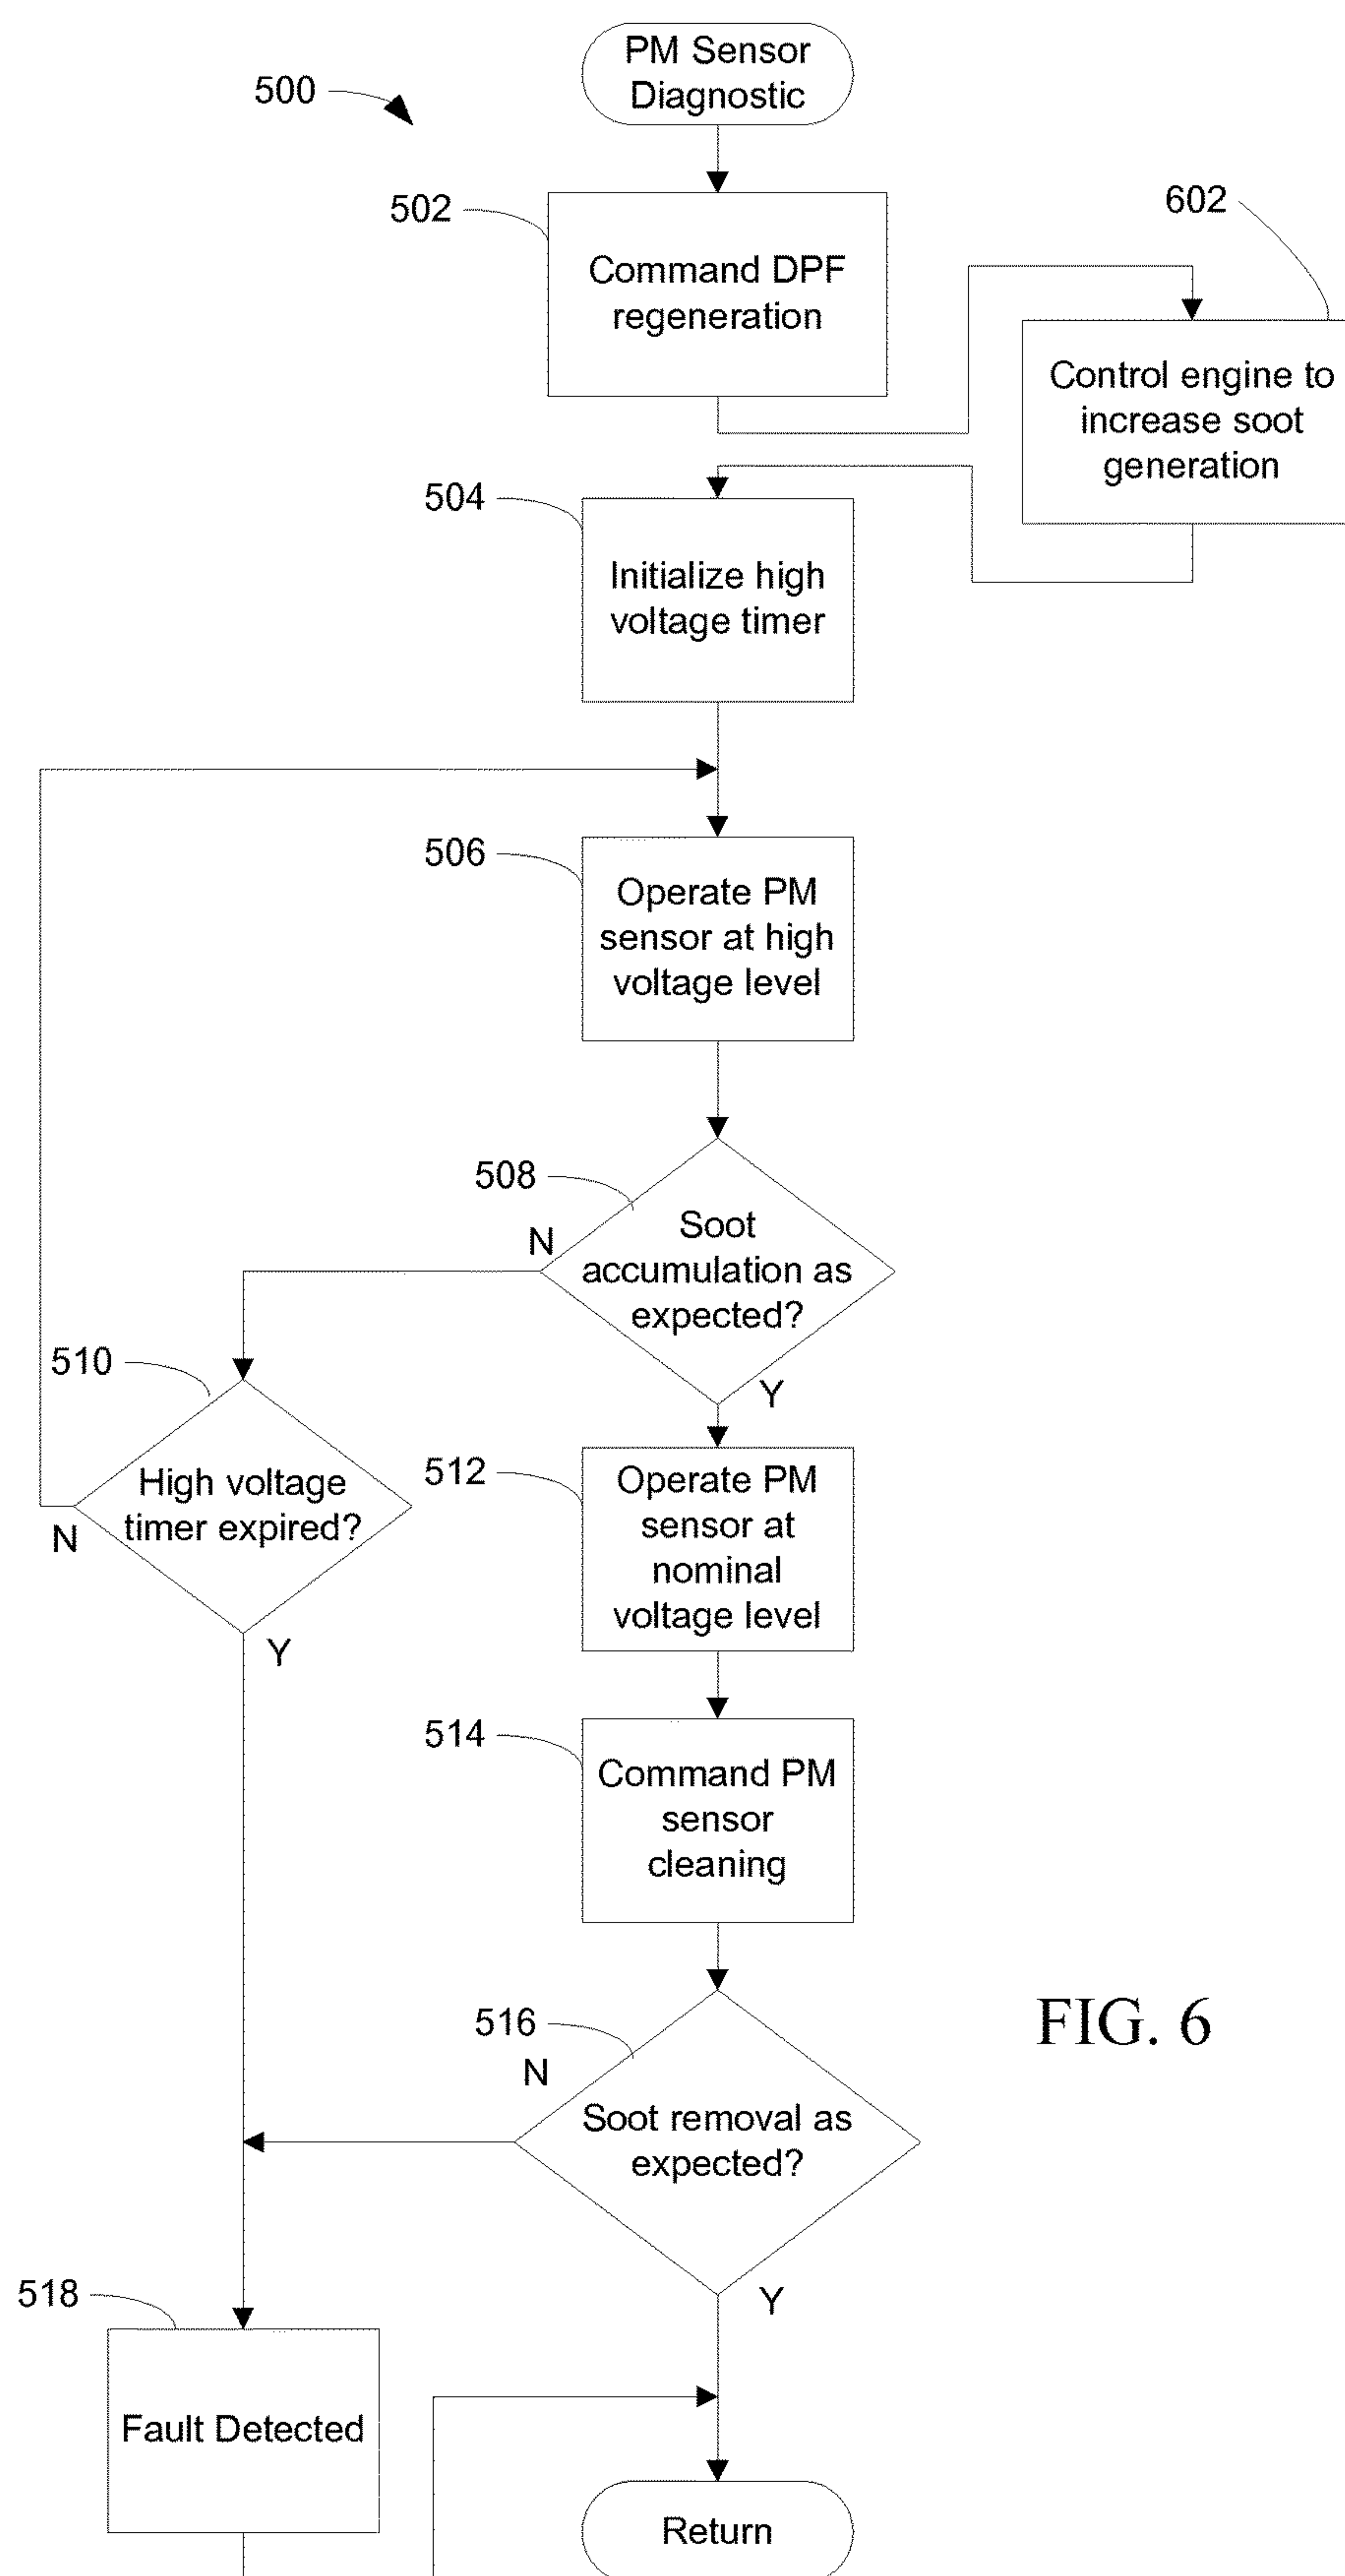 PM Sensor
Diagnostic
500
502
Command DPF
regeneration
602
Control engine to
increase soot
generation
504
Initialize high
voltage timer
506
Operate PM
sensor at high
voltage level
508
N
Soot
accumulation as
expected?
Y
510
High voltage
timer expired?
N
Y
512
Operate PM
sensor at
nominal
voltage level
514
Command PM
sensor
cleaning
516
N
Soot removal as
expected?
Y
FIG. 6
518
Fault Detected
Return